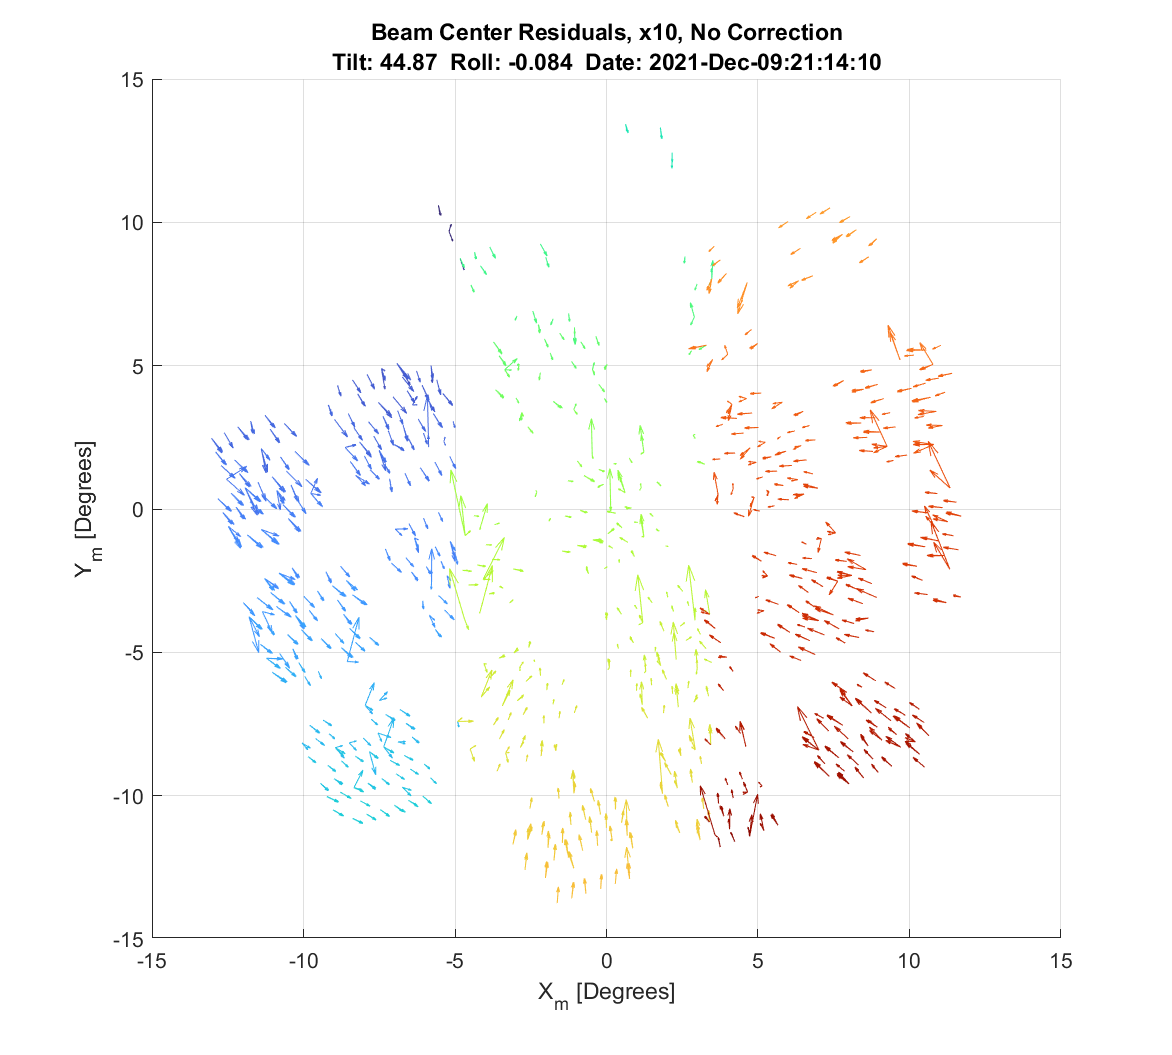 Beam Center Residuals, x10, No Correction
Tilt: 44.87 Roll: -0.084 Date: 2021-Dec-09:21:14:10
15
10
5
0
-5
-10
-15
Y_m [Degrees]
-15 -10 -5 0 5 10 15
X_m [Degrees]